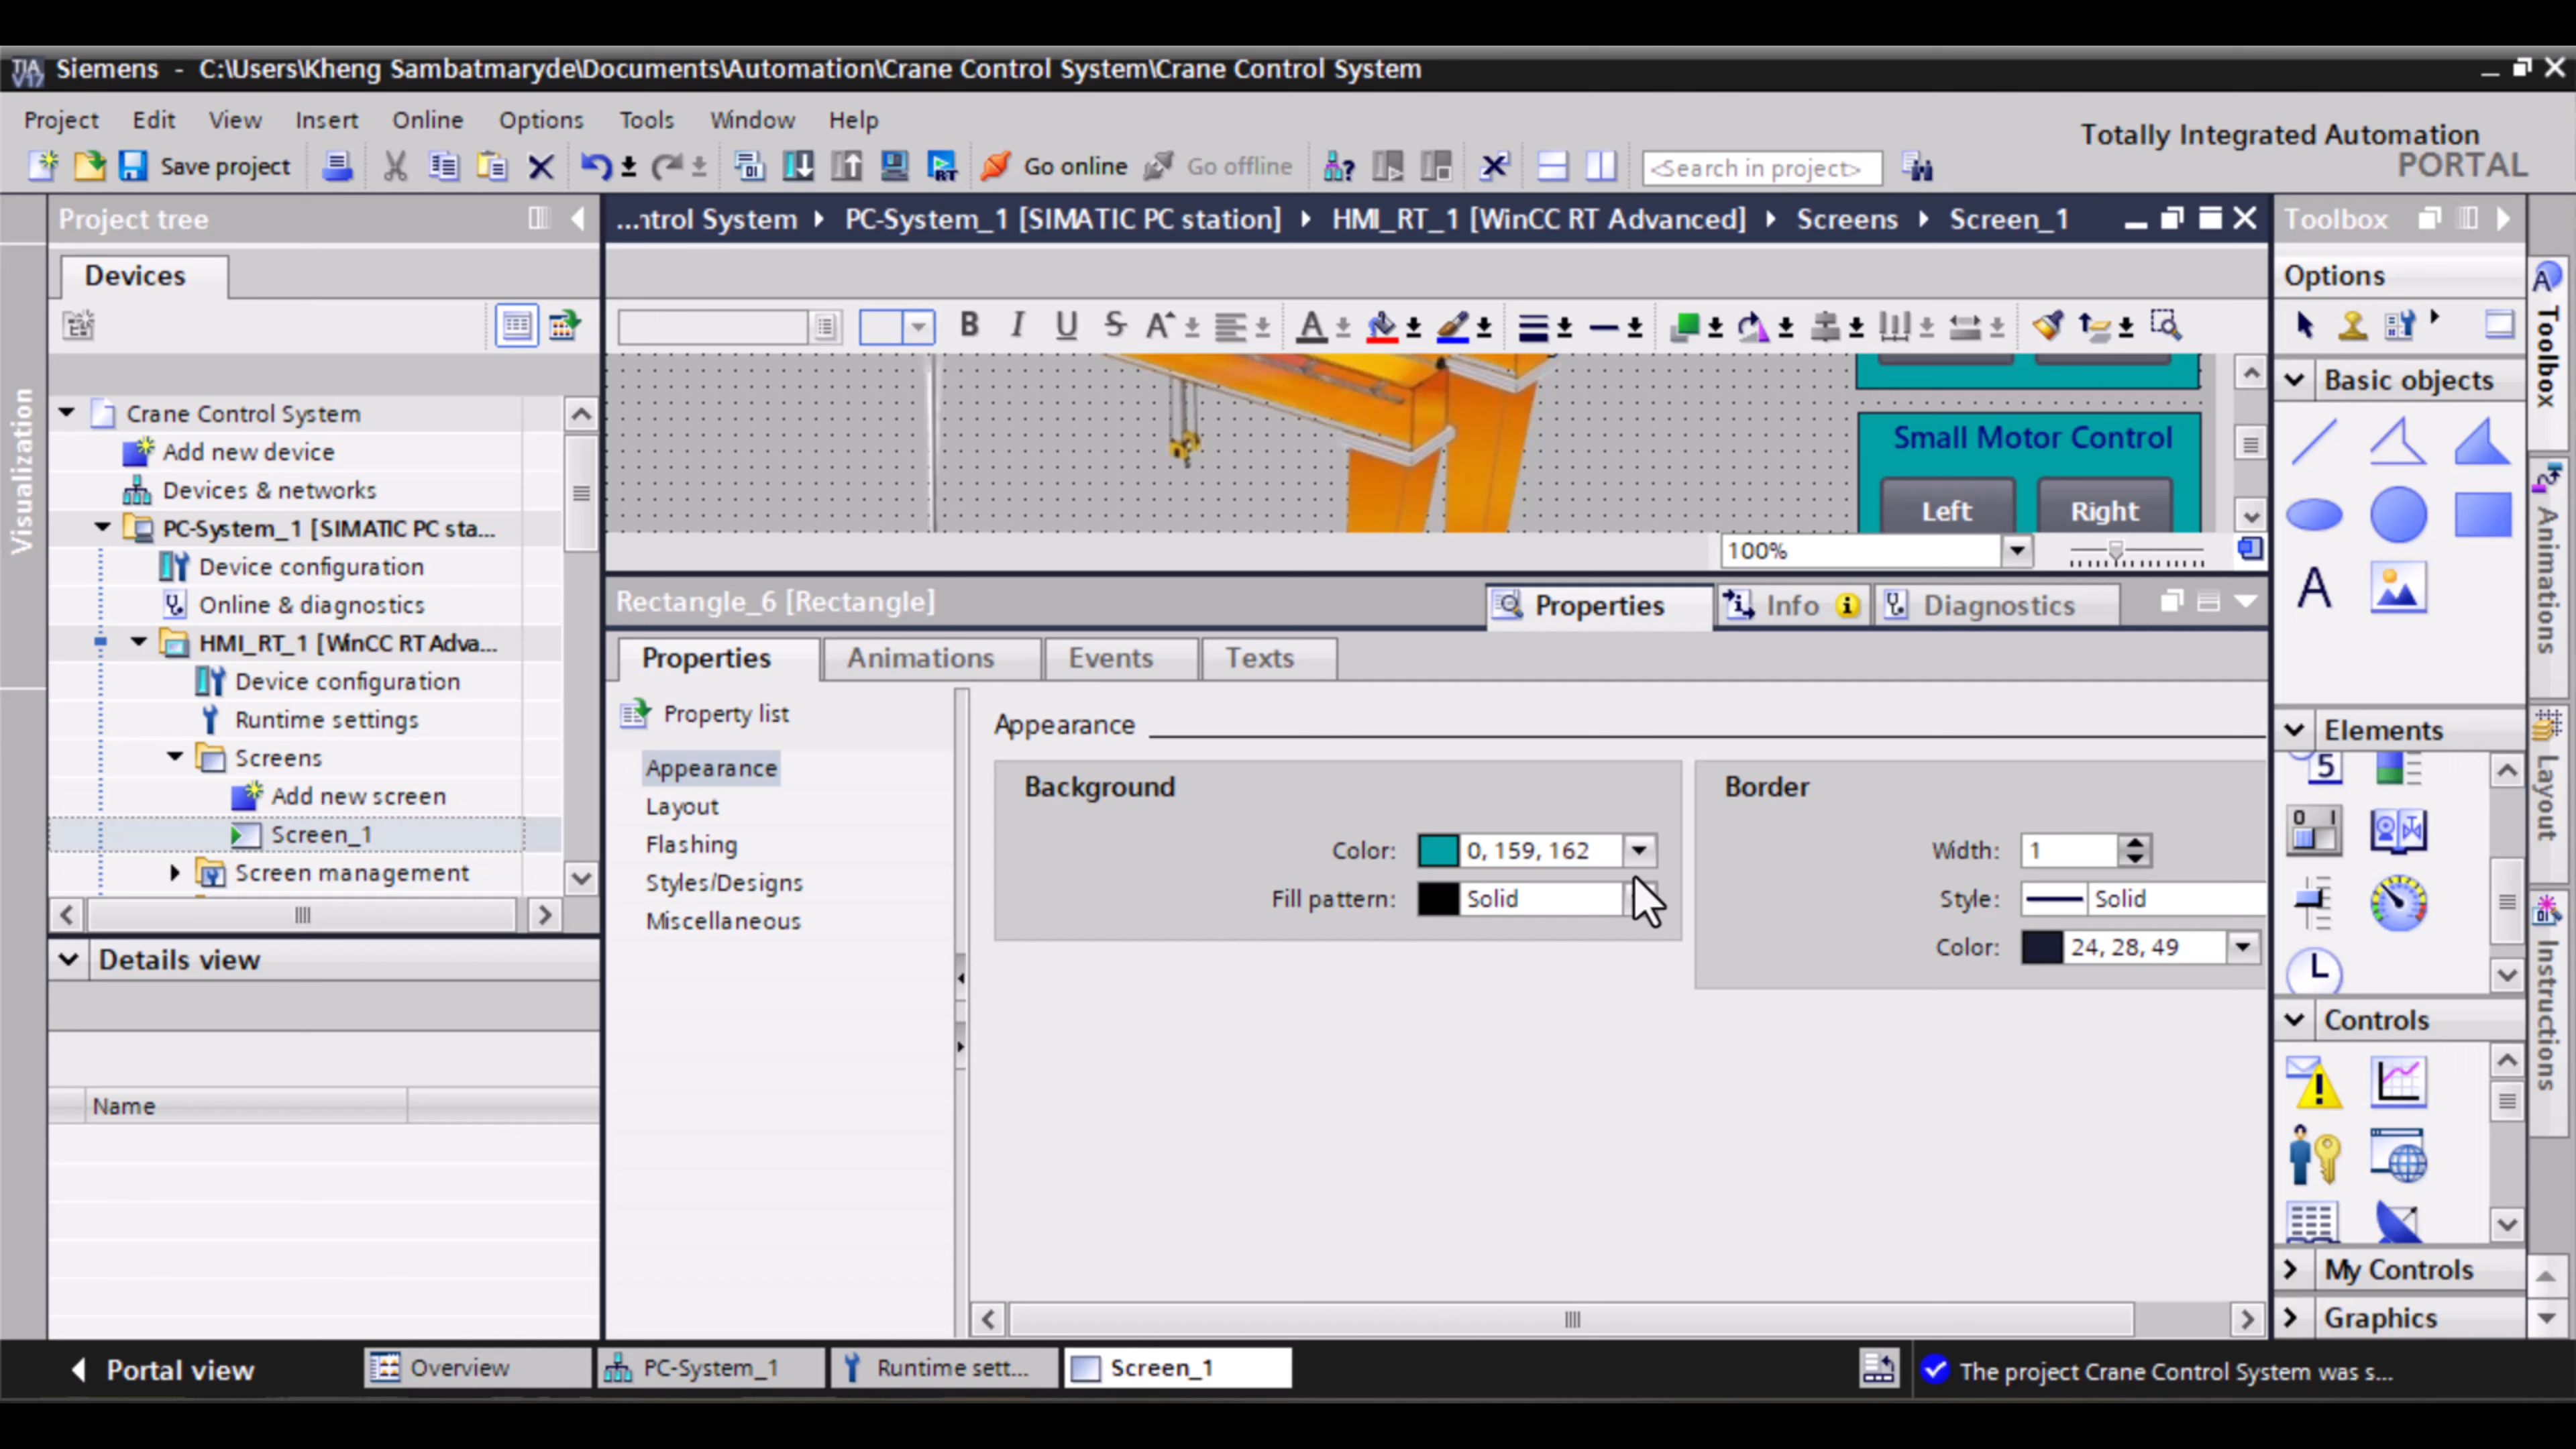 TIA V17 Siemens - C:\Users\Kheng Sambatmaryde\Documents\Automation\Crane Control System\Crane Control System
Project Edit View Insert Online Options Tools Window Help
Totally Integrated Automation
PORTAL
Save project Go online Go offline <Search in project>
Project tree
...ntrol System PC-System_1 [SIMATIC PC station] HMI_RT_1 [WinCC RT Advanced] Screens Screen_1
Toolbox
Devices
Options
B I U S A A
Visualization
Crane Control System
Add new device
Devices & networks
PC-System_1 [SIMATIC PC sta...
Device configuration
Online & diagnostics
HMI_RT_1 [WinCC RT Adva...
Device configuration
Runtime settings
Screens
Add new screen
Screen_1
Screen management
Details view
Name
Small Motor Control
Left Right
100%
Rectangle_6 [Rectangle]
Properties Info Diagnostics
Properties Animations Events Texts
Property list
Appearance
Layout
Flashing
Styles/Designs
Miscellaneous
Appearance
Background
Color: 0, 159, 162
Fill pattern: Solid
Border
Width: 1
Style: Solid
Color: 24, 28, 49
Basic objects
A
Elements
5
0 I
Controls
My Controls
Graphics
Toolbox
Animations
Layout
Instructions
Portal view Overview PC-System_1 Runtime sett... Screen_1 The project Crane Control System was s...